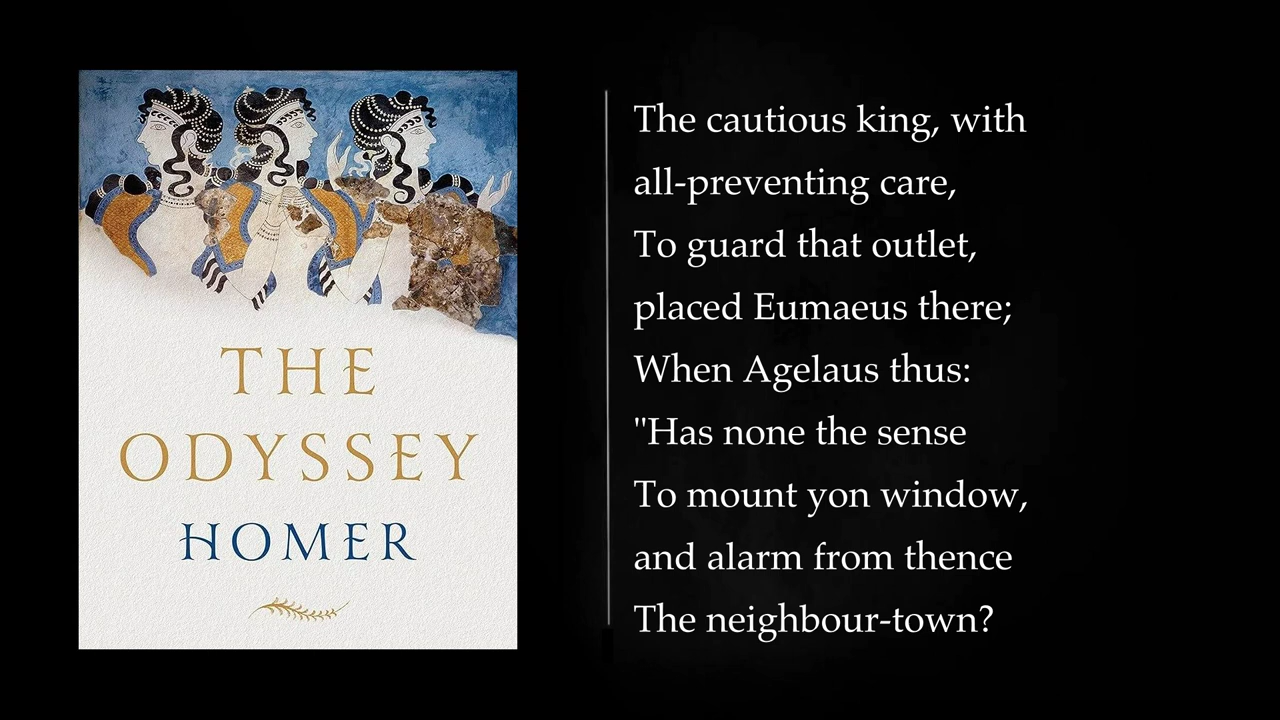 THE
ODYSSEY
HOMER
The cautious king, with
all-preventing care,
To guard that outlet,
placed Eumaeus there;
When Agelaus thus:
"Has none the sense
To mount yon window,
and alarm from thence
The neighbour-town?